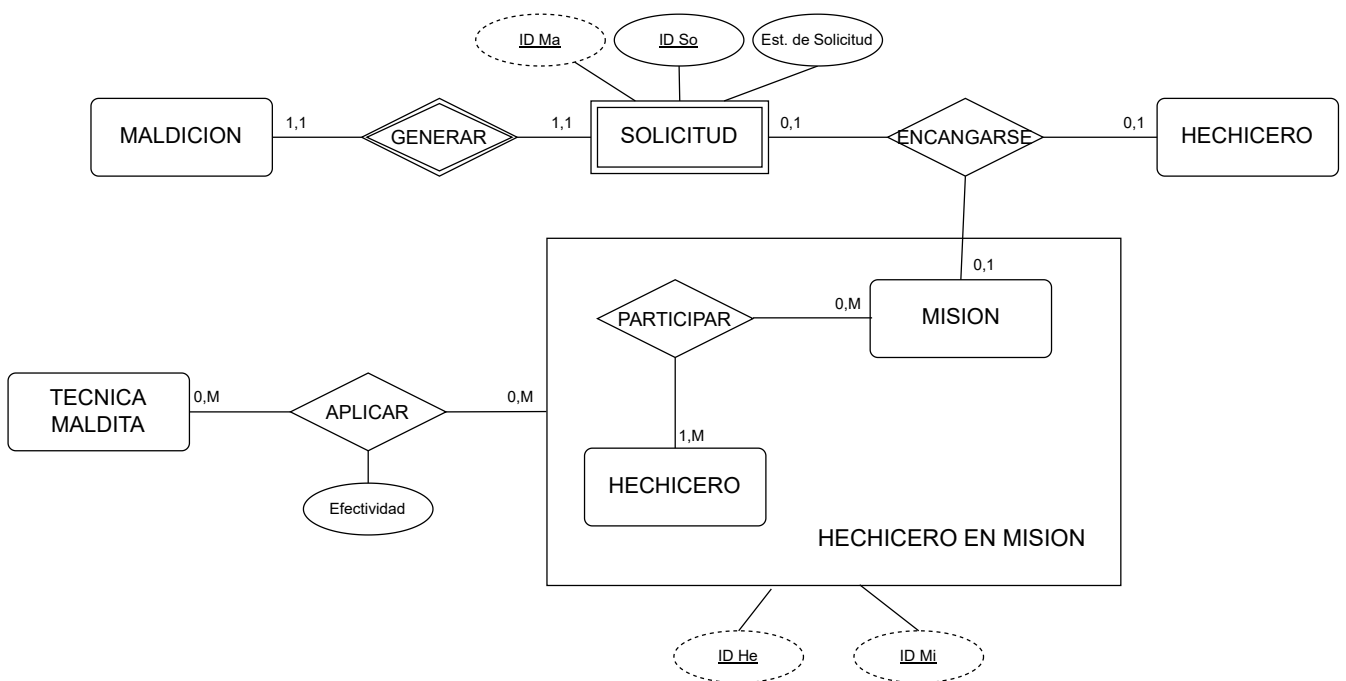 ID Ma
ID So
Est. de Solicitud
MALDICION
1,1
GENERAR
1,1
SOLICITUD
0,1
ENCANGARSE
0,1
HECHICERO
0,1
PARTICIPAR
0,M
MISION
TECNICA
MALDITA
0,M
APLICAR
0,M
1,M
HECHICERO
Efectividad
HECHICERO EN MISION
ID He
ID Mi